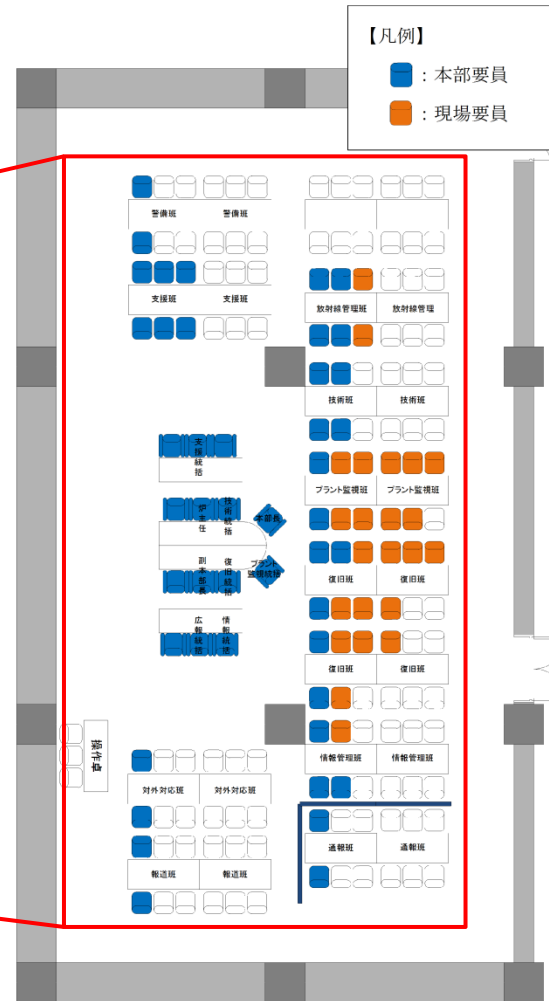 【凡例】
：本部要員
：現場要員
警備班 警備班
支援班 支援班
放射線管理班 放射線管理
技術班 技術班
支援統括
プラント監視班 プラント監視班
炉主任 技術統括 本部長
副本部長 復旧統括 プラント監視統括
復旧班 復旧班
広報統括 情報統括
復旧班 復旧班
操作卓
情報管理班 情報管理班
対外対応班 対外対応班
通報班 通報班
報道班 報道班